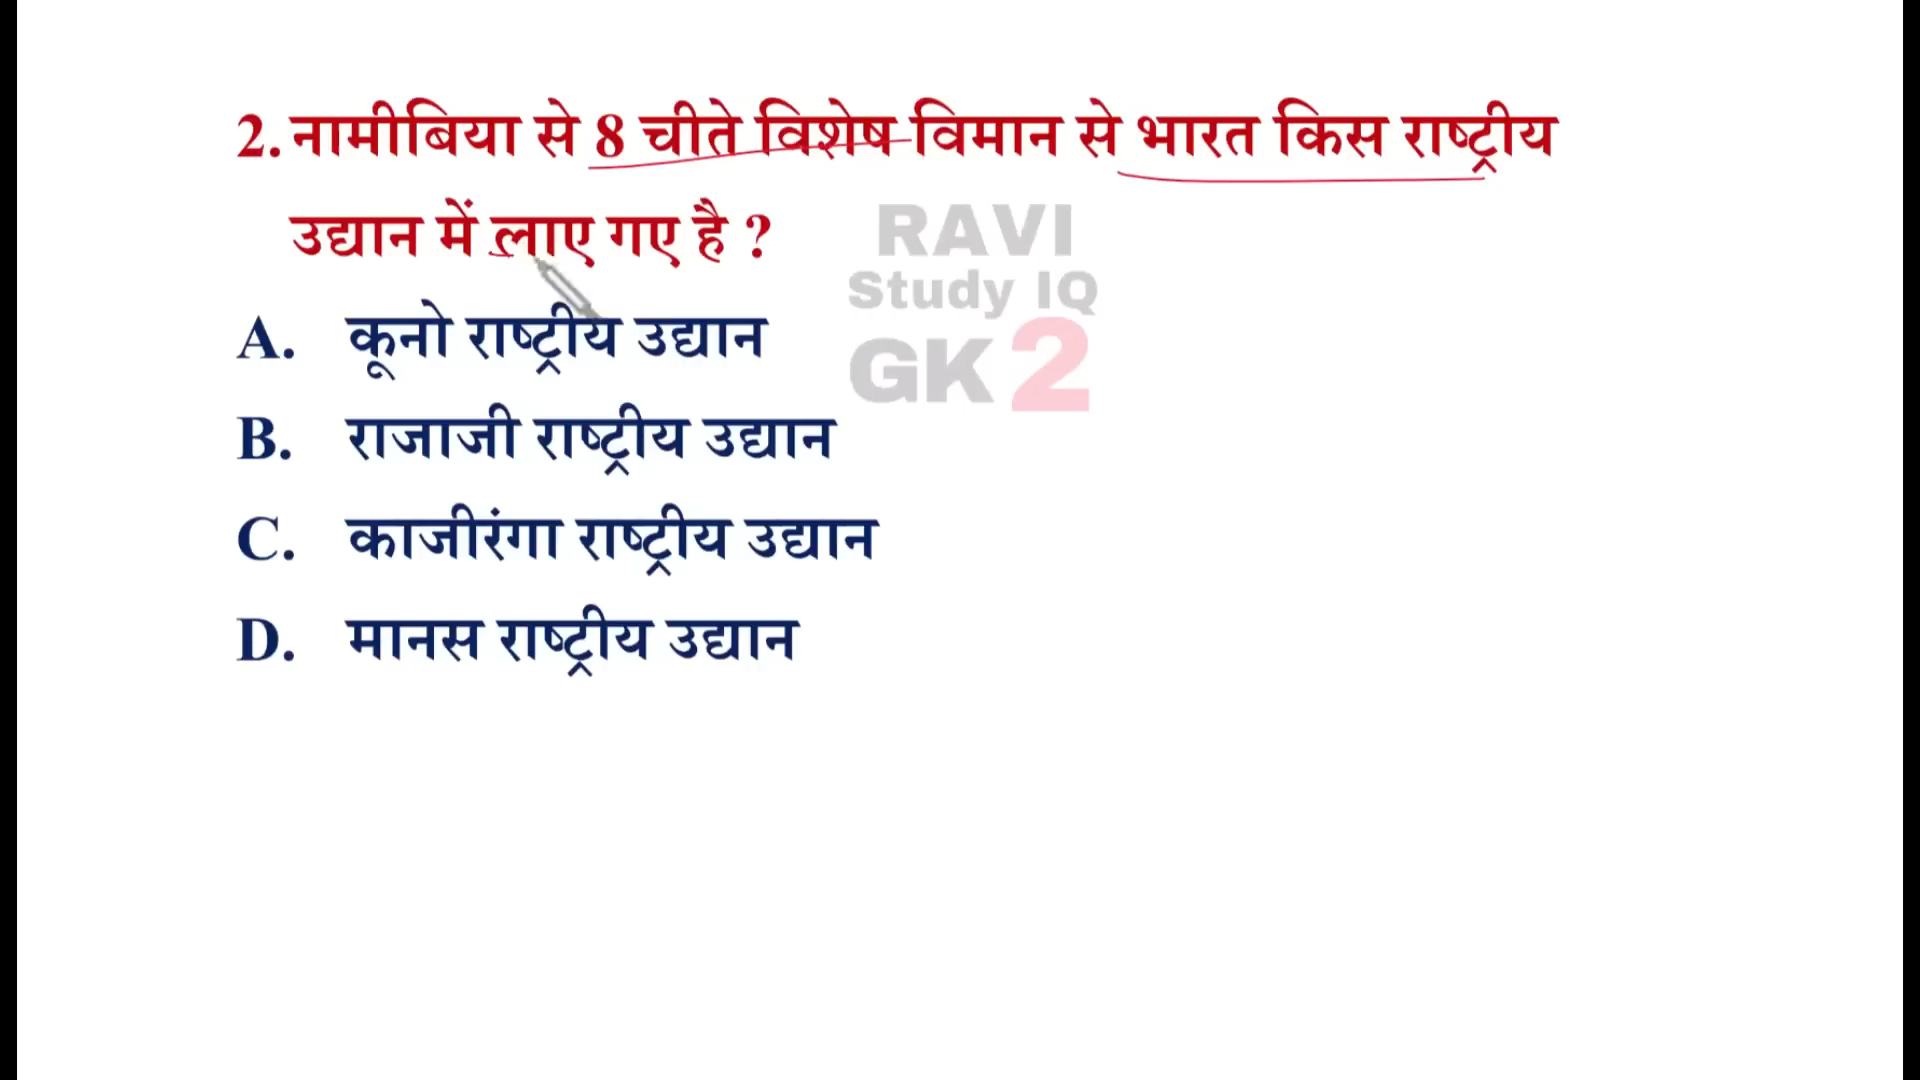 2. नामीबिया से 8 चीते विशेष विमान से भारत किस राष्ट्रीय
उद्यान में लाए गए है ?
RAVI
Study IQ
GK 2
A. कूनो राष्ट्रीय उद्यान
B. राजाजी राष्ट्रीय उद्यान
C. काजीरंगा राष्ट्रीय उद्यान
D. मानस राष्ट्रीय उद्यान